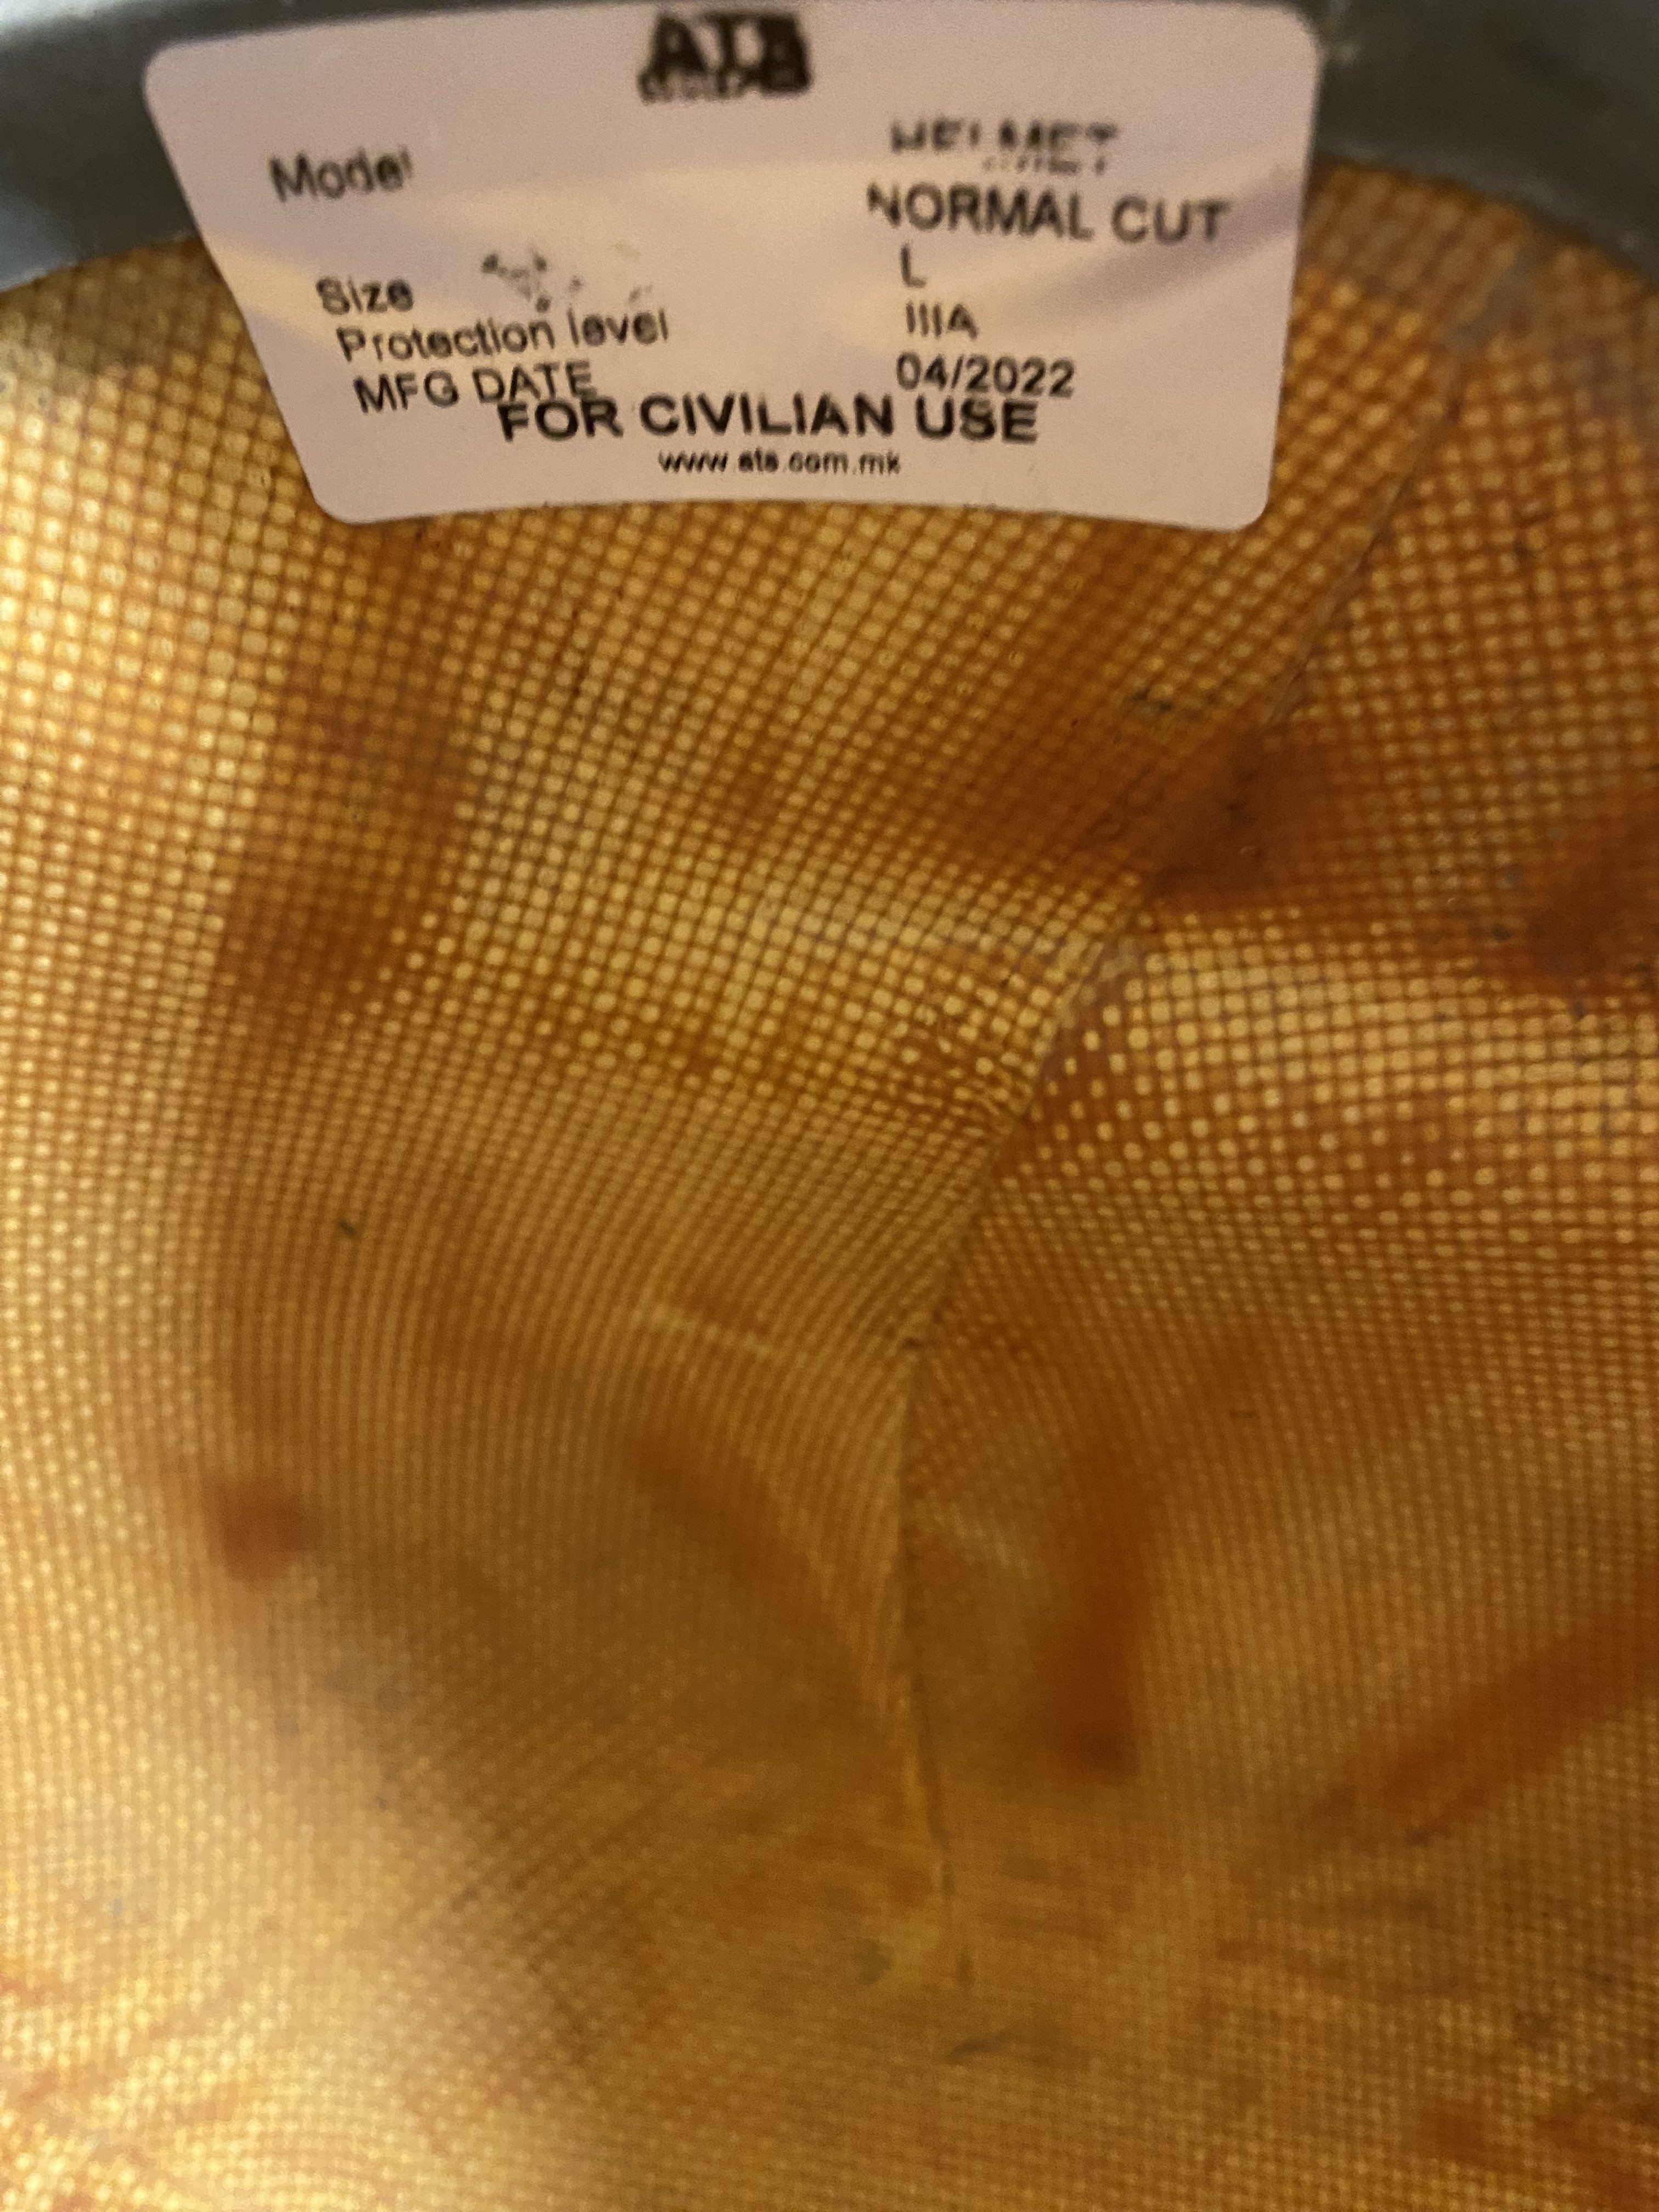 ATS
Model HELMET
NORMAL CUT
Size L
Protection level IIIA
MFG DATE 04/2022
FOR CIVILIAN USE
www.ats.com.mk